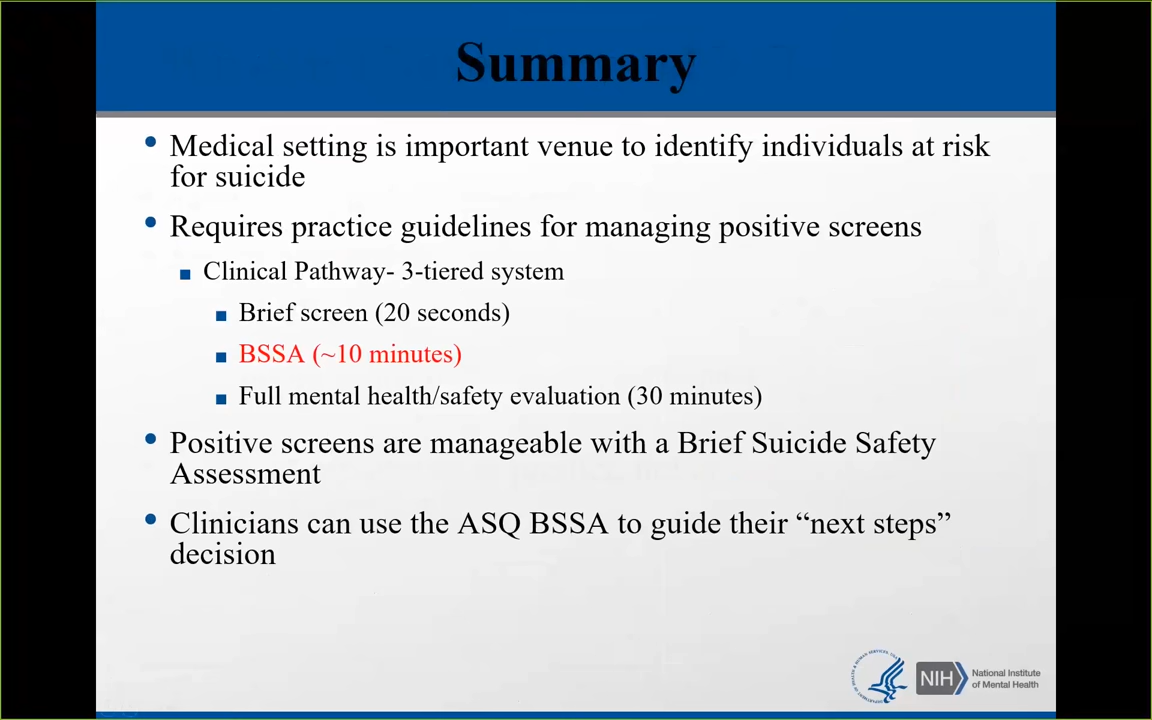 Summary
• Medical setting is important venue to identify individuals at risk
for suicide
• Requires practice guidelines for managing positive screens
■ Clinical Pathway- 3-tiered system
■ Brief screen (20 seconds)
■ BSSA (~10 minutes)
■ Full mental health/safety evaluation (30 minutes)
• Positive screens are manageable with a Brief Suicide Safety
Assessment
• Clinicians can use the ASQ BSSA to guide their “next steps”
decision
NIH
National Institute
of Mental Health